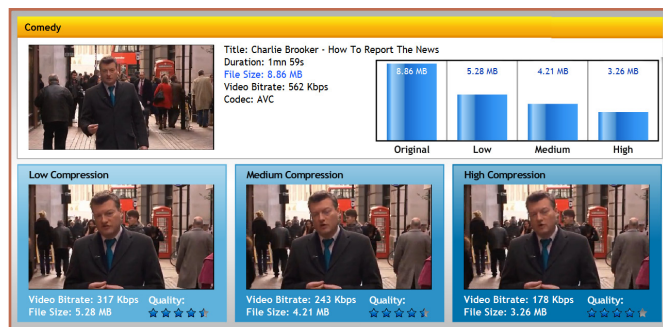 Comedy
Title: Charlie Brooker - How To Report The News
Duration: 1mn 59s
File Size: 8.86 MB
Video Bitrate: 562 Kbps
Codec: AVC
8.86 MB 5.28 MB 4.21 MB 3.26 MB
Original Low Medium High
Low Compression Medium Compression High Compression
Video Bitrate: 317 Kbps Quality: Video Bitrate: 243 Kbps Quality: Video Bitrate: 178 Kbps Quality:
File Size: 5.28 MB File Size: 4.21 MB File Size: 3.26 MB